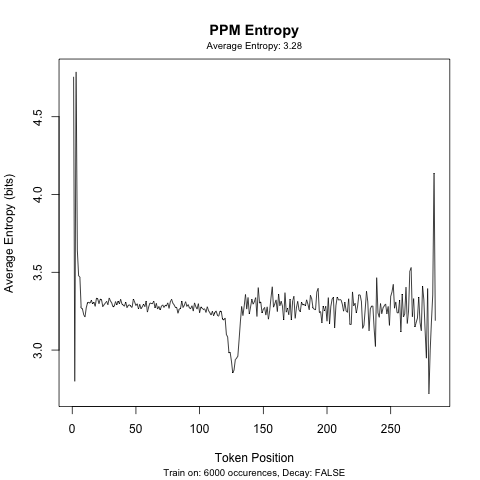 PPM Entropy
Average Entropy: 3.28
Average Entropy (bits)
4.5
4.0
3.5
3.0
0 50 100 150 200 250
Token Position
Train on: 6000 occurences, Decay: FALSE